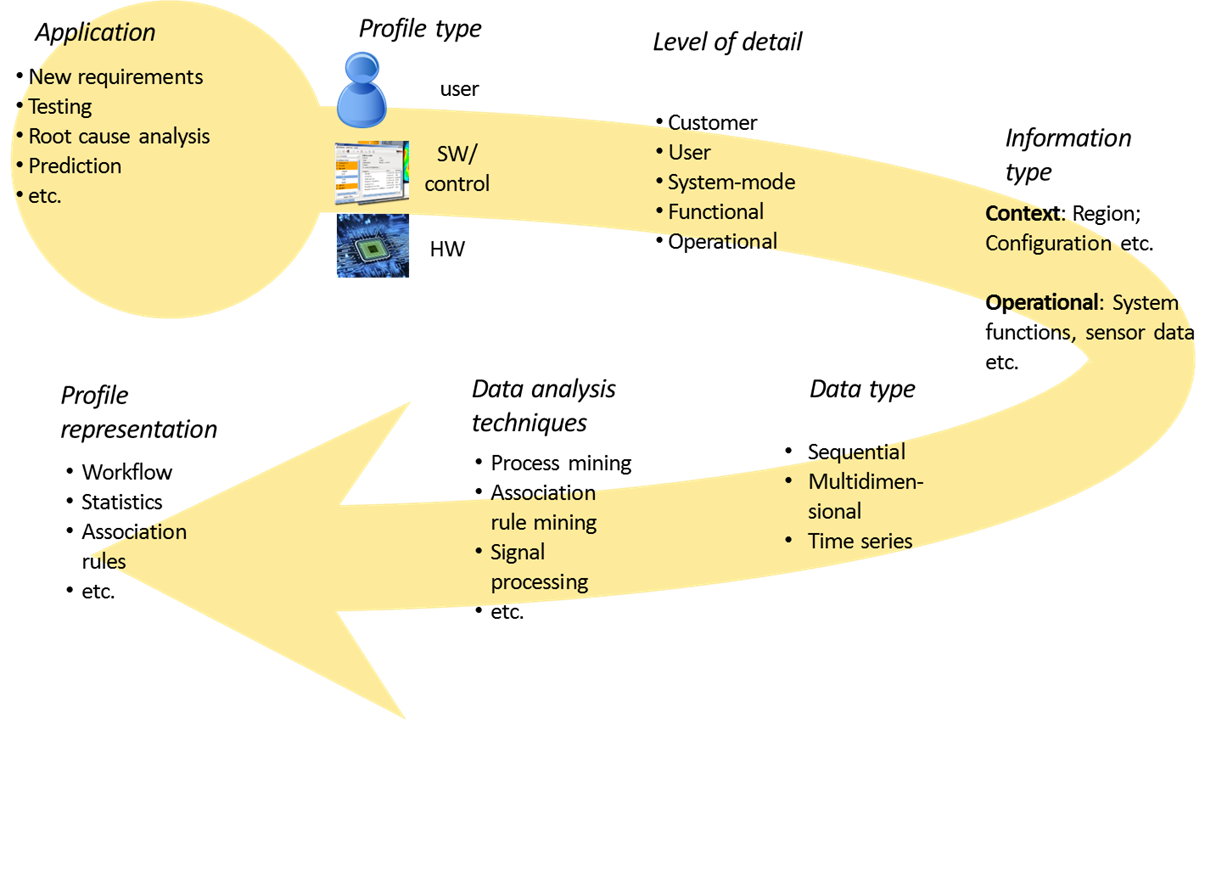 Application
• New requirements
• Testing
• Root cause analysis
• Prediction
• etc.
Profile type
user
SW/
control
HW
Level of detail
• Customer
• User
• System-mode
• Functional
• Operational
Information
type
Context: Region;
Configuration etc.
Operational: System
functions, sensor data
etc.
Data type
• Sequential
• Multidimen-
sional
• Time series
Data analysis
techniques
• Process mining
• Association
rule mining
• Signal
processing
• etc.
Profile
representation
• Workflow
• Statistics
• Association
rules
• etc.